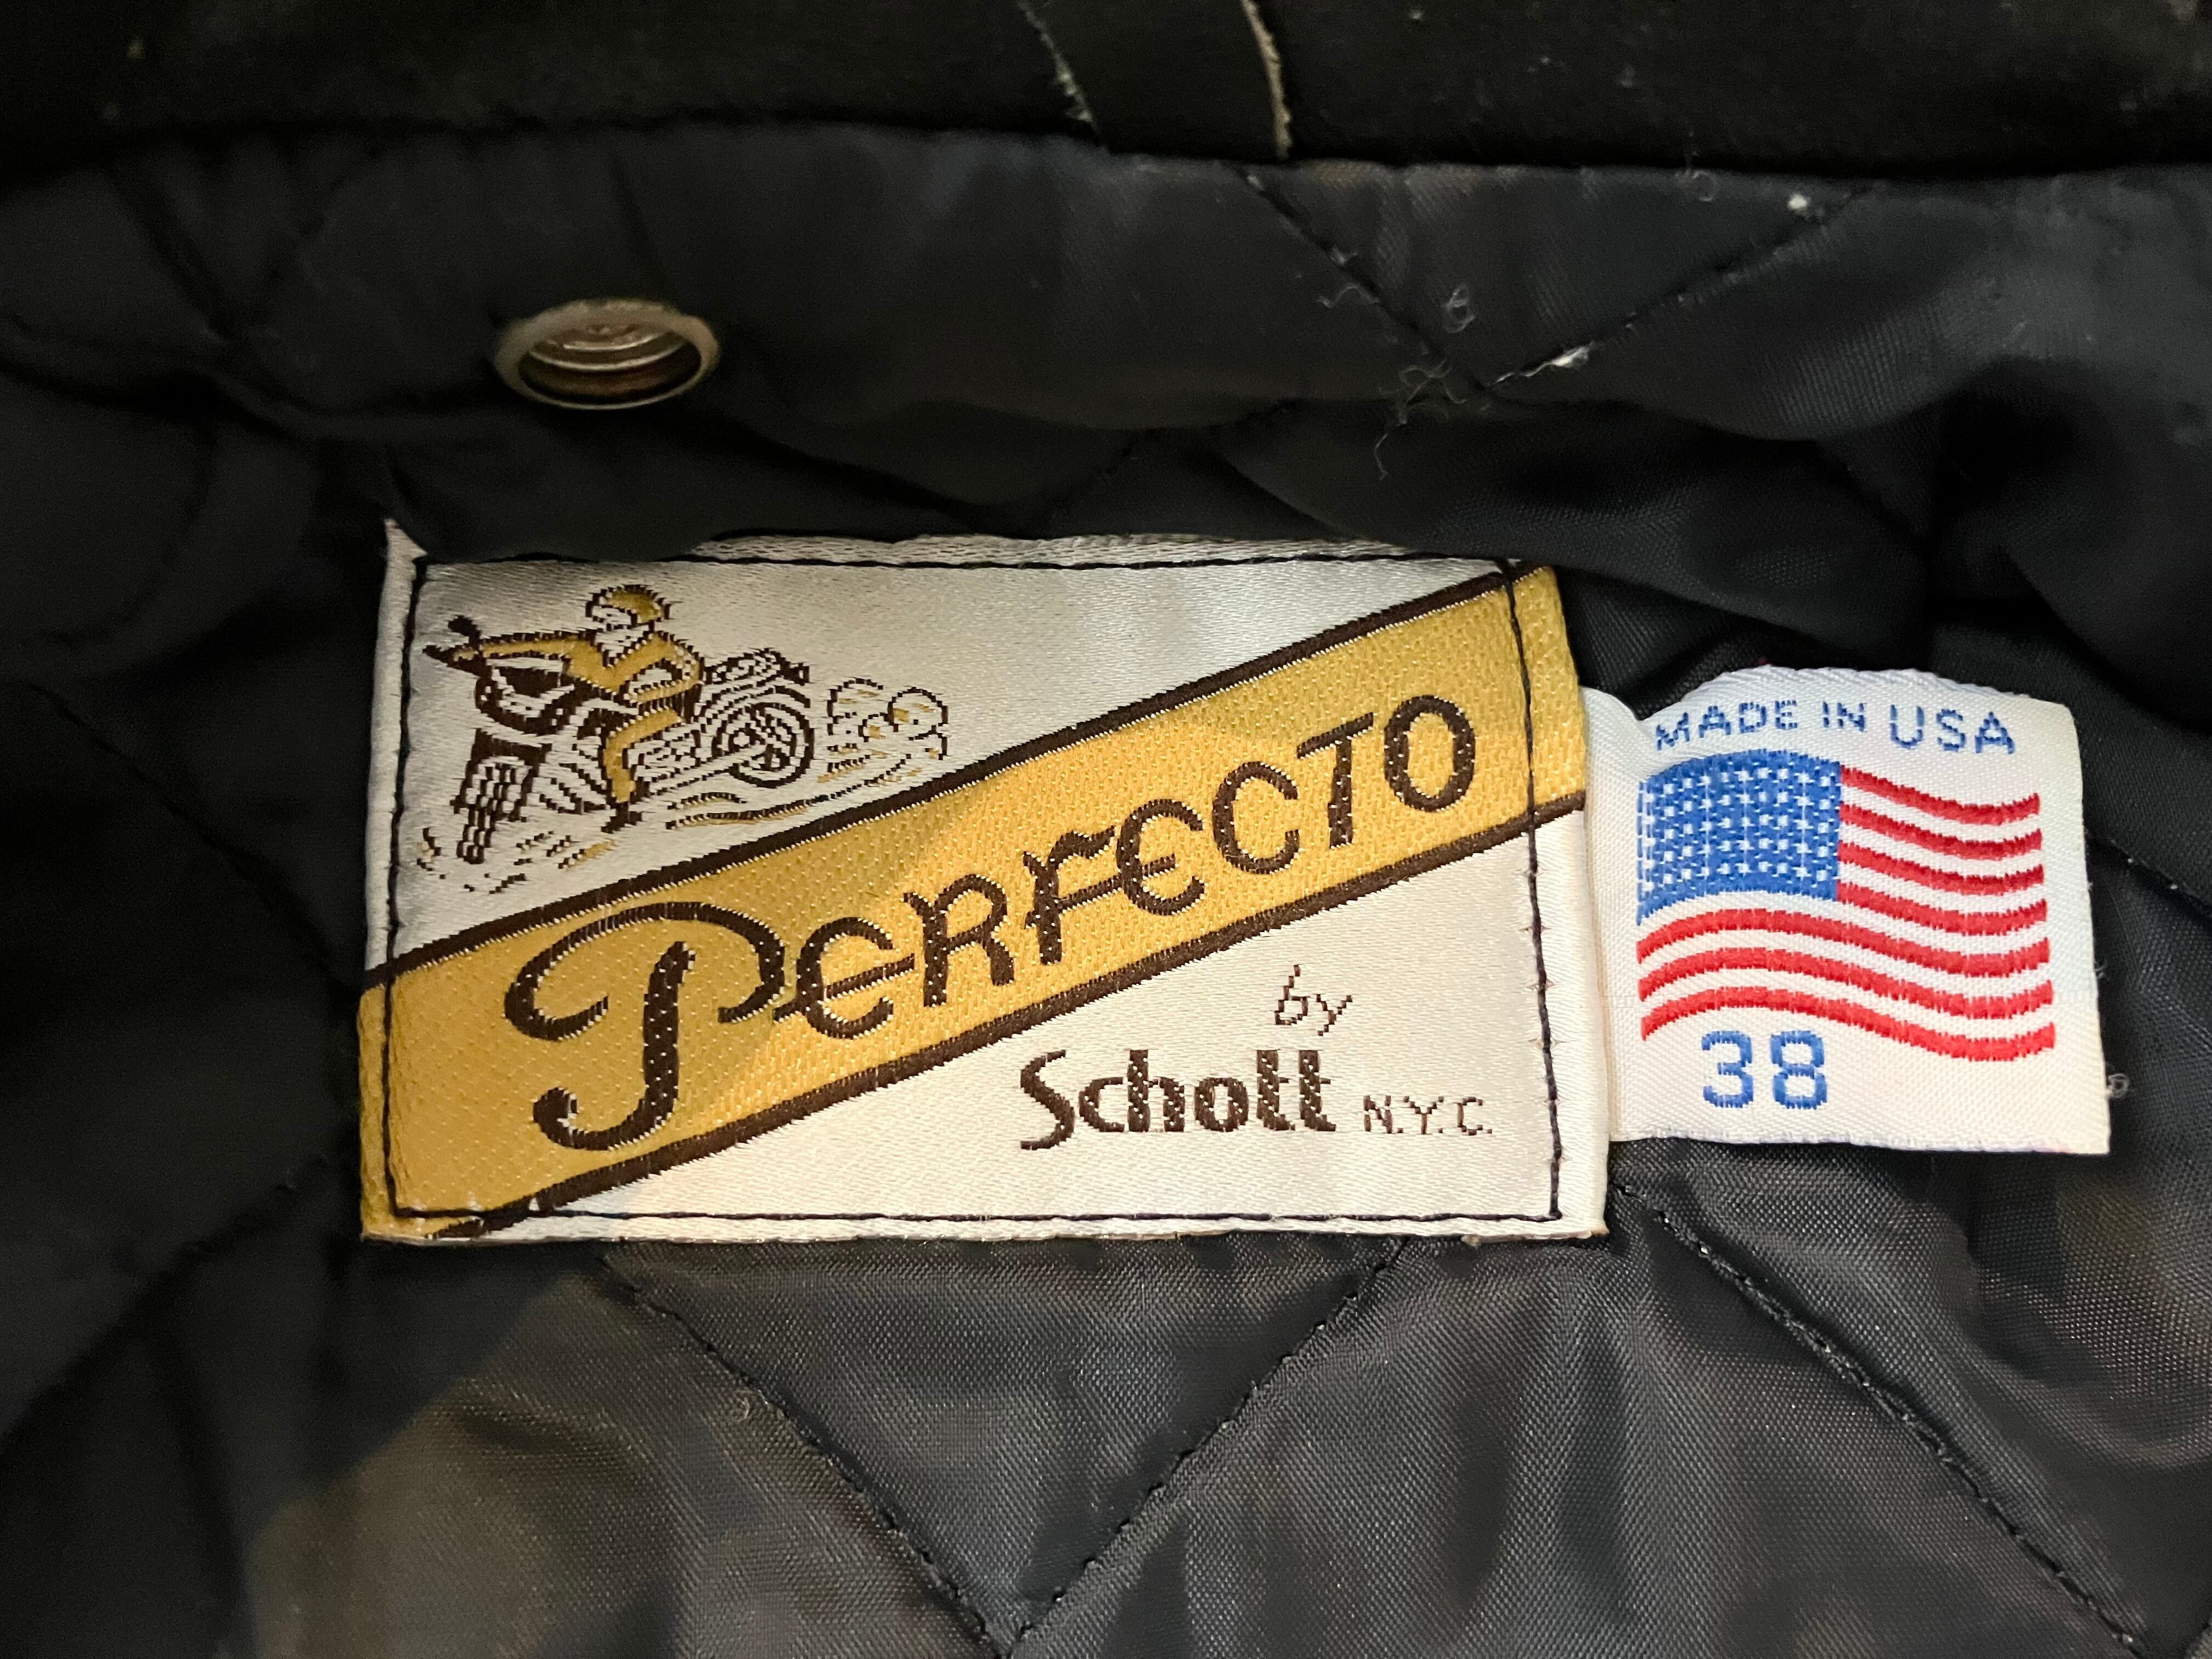 PERFECTO
by
Schott N.Y.C.
MADE IN USA
38